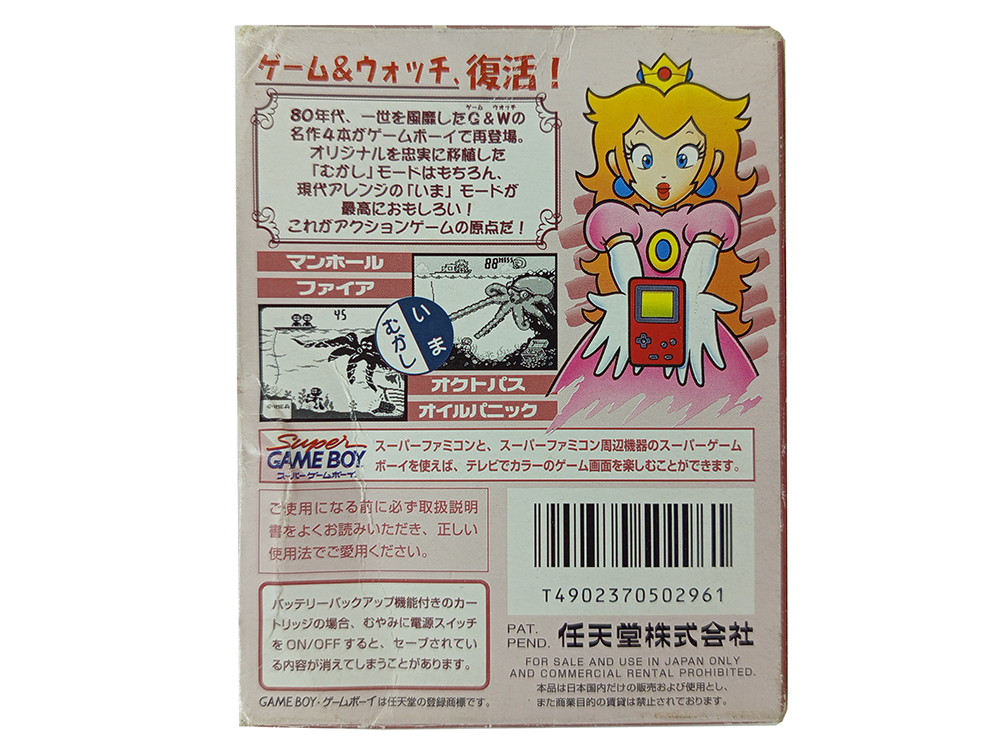 ゲーム&ウォッチ、復活!
ゲーム ウオッチ
80年代、一世を風靡したG&Wの
名作4本がゲームボーイで再登場。
オリジナルを忠実に移植した
「むかし」モードはもちろん、
現代アレンジの「いま」モードが
最高におもしろい!
これがアクションゲームの原点だ!
マンホール
ファイア
88 MISS
45
いま
むかし
オクトパス
オイルパニック
Super
GAME BOY
スーパーゲームボーイ
スーパーファミコンと、スーパーファミコン周辺機器のスーパーゲーム
ボーイを使えば、テレビでカラーのゲーム画面を楽しむことができます。
ご使用になる前に必ず取扱説明
書をよくお読みいただき、正しい
使用法でご愛用ください。
T4902370502961
バッテリーバックアップ機能付きのカー
トリッジの場合、むやみに電源スイッチ
をON/OFFすると、セーブされてい
る内容が消えてしまうことがあります。
PAT.
PEND. 任天堂株式会社
FOR SALE AND USE IN JAPAN ONLY
AND COMMERCIAL RENTAL PROHIBITED.
本品は日本国内だけの販売および使用とし、
また商業目的の賃貸は禁止されております。
GAME BOY・ゲームボーイは任天堂の登録商標です。